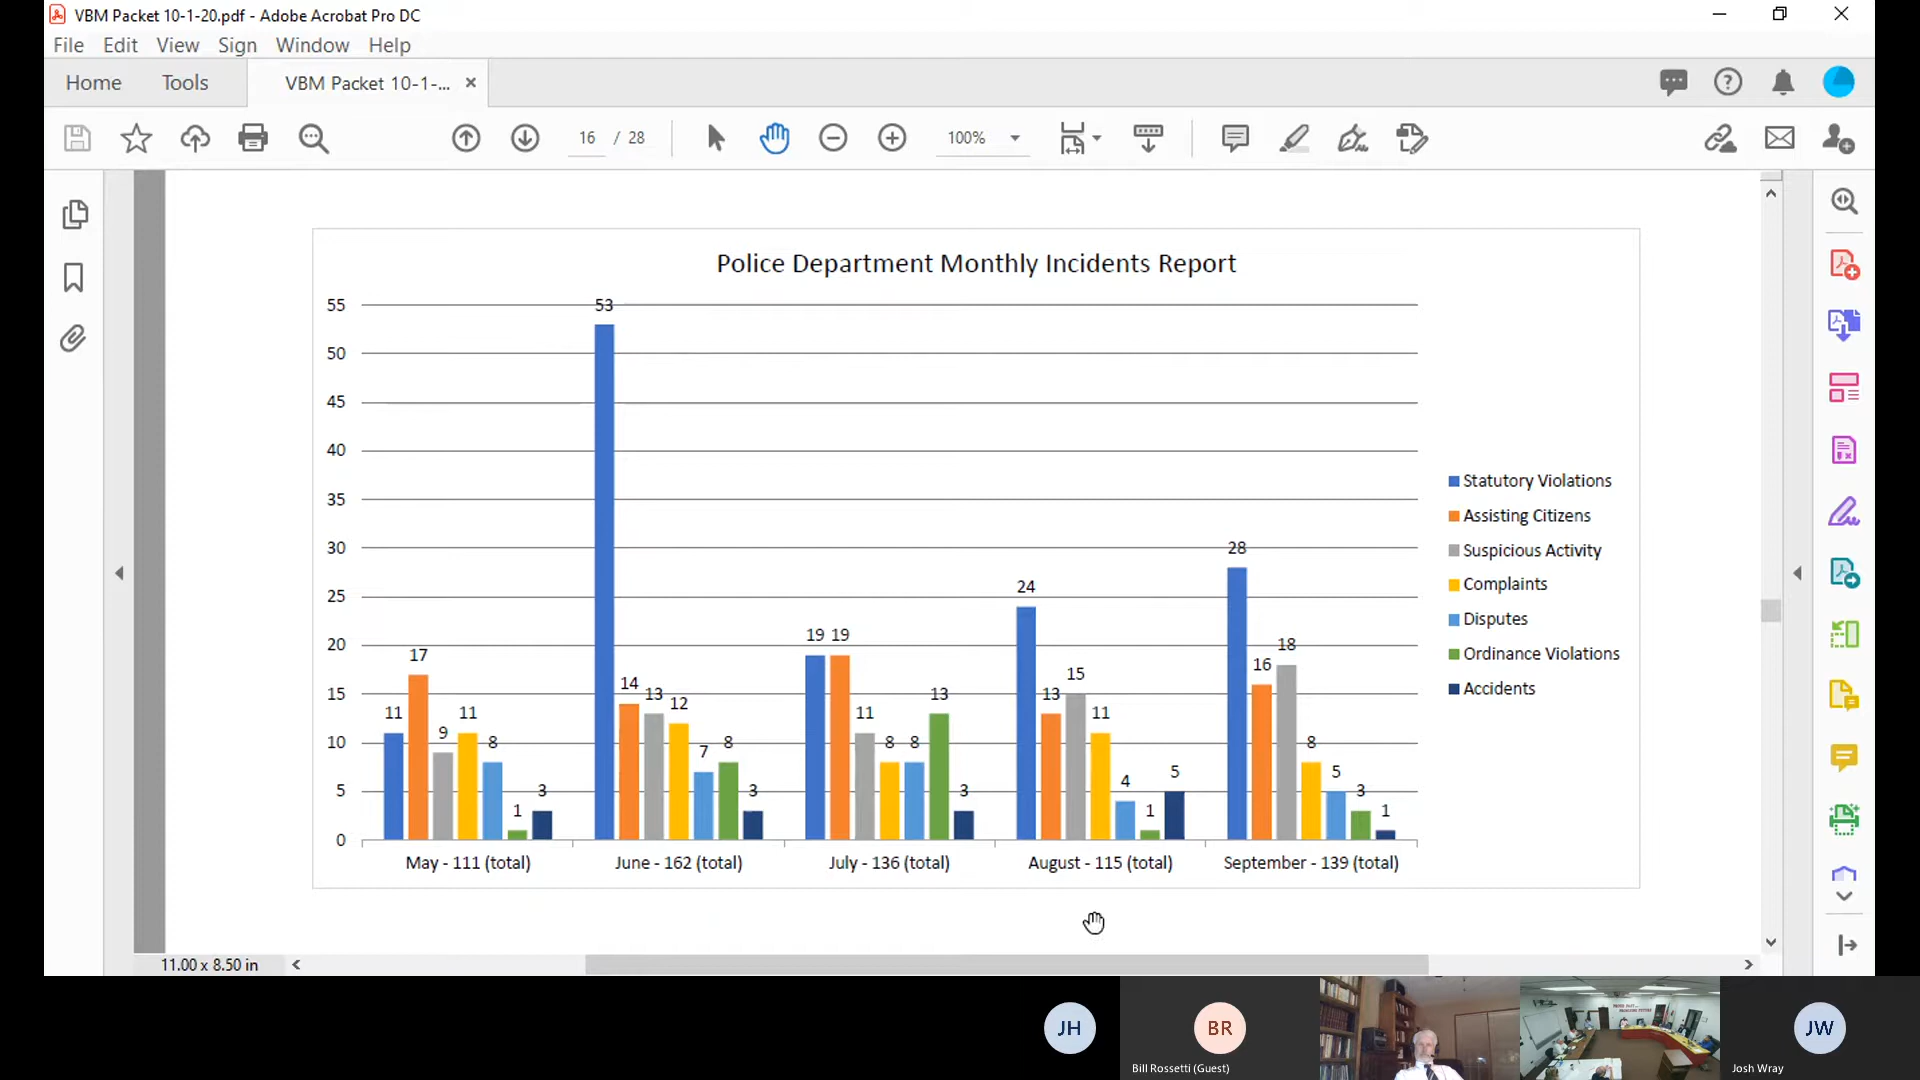 VBM Packet 10-1-20.pdf - Adobe Acrobat Pro DC
File Edit View Sign Window Help
Home Tools VBM Packet 10-1-...
16 / 28 100%
Police Department Monthly Incidents Report
55
50
45
40
35
30
25
20
15
10
5
0
11 17 9 11 8 1 3
53 14 13 12 7 8 3
19 19 11 8 8 13 3
24 13 15 11 4 1 5
28 16 18 8 5 3 1
May - 111 (total) June - 162 (total) July - 136 (total) August - 115 (total) September - 139 (total)
Statutory Violations
Assisting Citizens
Suspicious Activity
Complaints
Disputes
Ordinance Violations
Accidents
11.00 x 8.50 in
JH BR JW
Bill Rossetti (Guest) Josh Wray